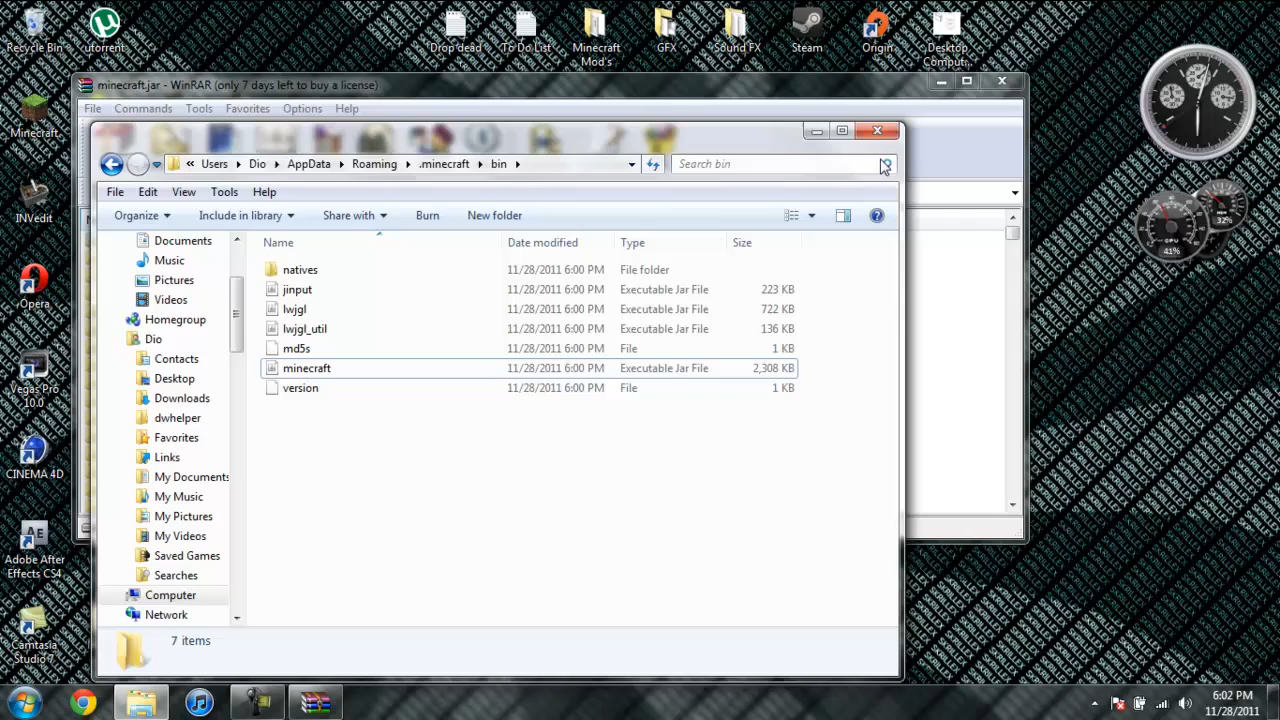 Recycle Bin
utorrent
Drop dead
To Do List
Minecraft Mod's
GFX
Sound FX
Steam
Origin
Desktop Comput...
Minecraft
INVedit
Opera
Vegas Pro 10.0
CINEMA 4D
Adobe After Effects CS4
Camtasia Studio 7
minecraft.jar - WinRAR (only 7 days left to buy a license)
File Commands Tools Favorites Options Help
« Users Dio AppData Roaming .minecraft bin
Search bin
File Edit View Tools Help
Organize Include in library Share with Burn New folder
Documents
Music
Pictures
Videos
Homegroup
Dio
Contacts
Desktop
Downloads
dwhelper
Favorites
Links
My Documents
My Music
My Pictures
My Videos
Saved Games
Searches
Computer
Network
Name Date modified Type Size
natives 11/28/2011 6:00 PM File folder
jinput 11/28/2011 6:00 PM Executable Jar File 223 KB
lwjgl 11/28/2011 6:00 PM Executable Jar File 722 KB
lwjgl_util 11/28/2011 6:00 PM Executable Jar File 136 KB
md5s 11/28/2011 6:00 PM File 1 KB
minecraft 11/28/2011 6:00 PM Executable Jar File 2,308 KB
version 11/28/2011 6:00 PM File 1 KB
7 items
32%
41%
SKRILLEX
6:02 PM
11/28/2011